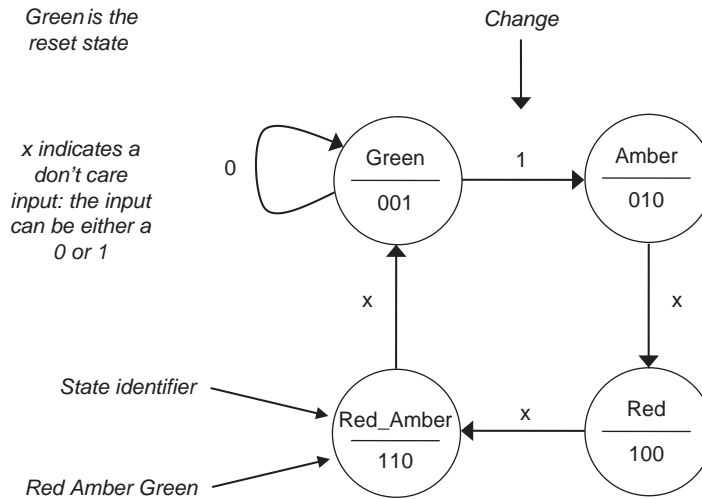 Green is the
reset state
Change
x indicates a
don't care
input: the input
can be either a
0 or 1
0
Green
001
1
Amber
010
x
x
State identifier
Red_Amber
110
x
Red
100
Red Amber Green